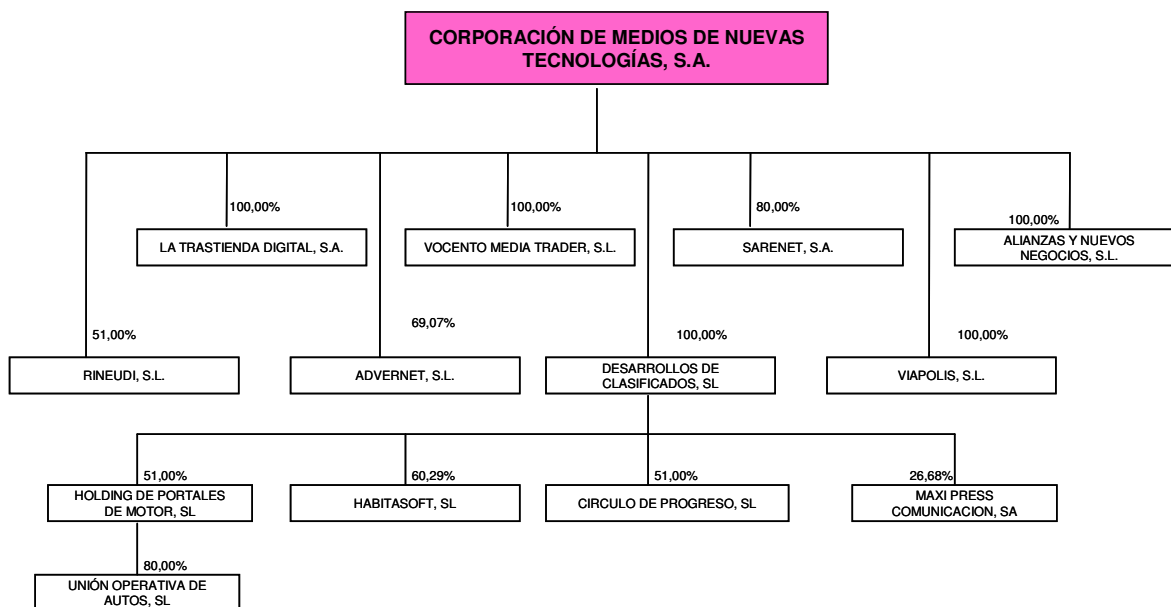 CORPORACIÓN DE MEDIOS DE NUEVAS
TECNOLOGÍAS, S.A.
100,00%
LA TRASTIENDA DIGITAL, S.A.
100,00%
VOCENTO MEDIA TRADER, S.L.
80,00%
SARENET, S.A.
100,00%
ALIANZAS Y NUEVOS
NEGOCIOS, S.L.
51,00%
RINEUDI, S.L.
69,07%
ADVERNET, S.L.
100,00%
DESARROLLOS DE
CLASIFICADOS, SL
100,00%
VIAPOLIS, S.L.
51,00%
HOLDING DE PORTALES
DE MOTOR, SL
60,29%
HABITASOFT, SL
51,00%
CIRCULO DE PROGRESO, SL
26,68%
MAXI PRESS
COMUNICACION, SA
80,00%
UNIÓN OPERATIVA DE
AUTOS, SL